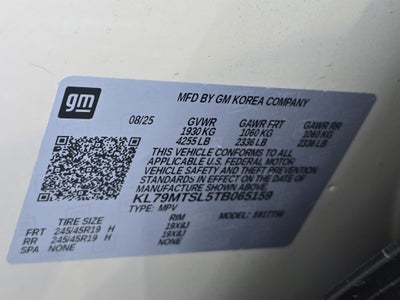 gm
MFD BY GM KOREA COMPANY
08/25 GVWR GAWR FRT GAWR RR
1930 KG 1060 KG 1060 KG
4255 LB 2336 LB 2336 LB
THIS VEHICLE CONFORMS TO ALL APPLICABLE
U.S. FEDERAL MOTOR
VEHICLE SAFETY AND THEFT PREVENTION
STANDARDS IN EFFECT ON THE DATE OF
MANUFACTURE SHOWN ABOVE.
KL79MTSL5TB065159
TYPE: MPV MODEL:
TIRE SIZE RIM
FRT 245/45R19 H 19X8J
RR 245/45R19 H 19X8J
SPA NONE NONE